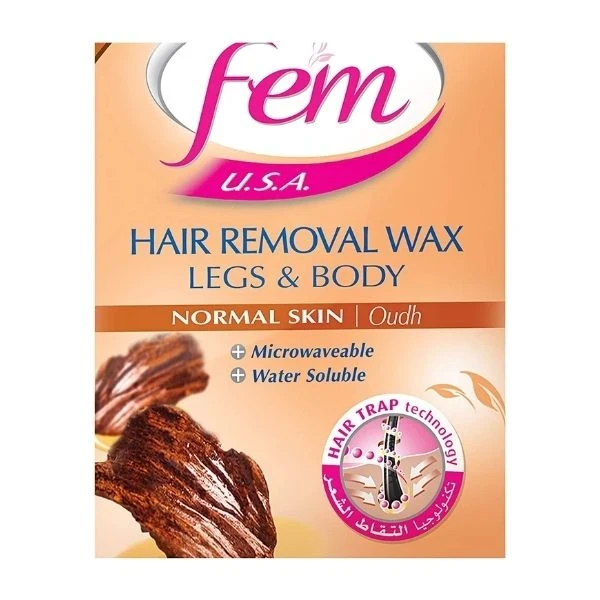 fem
U.S.A.
HAIR REMOVAL WAX
LEGS & BODY
NORMAL SKIN | Oudh
Microwaveable
Water Soluble
HAIR TRAP technology
تكنولوجيا التقاط الشعر